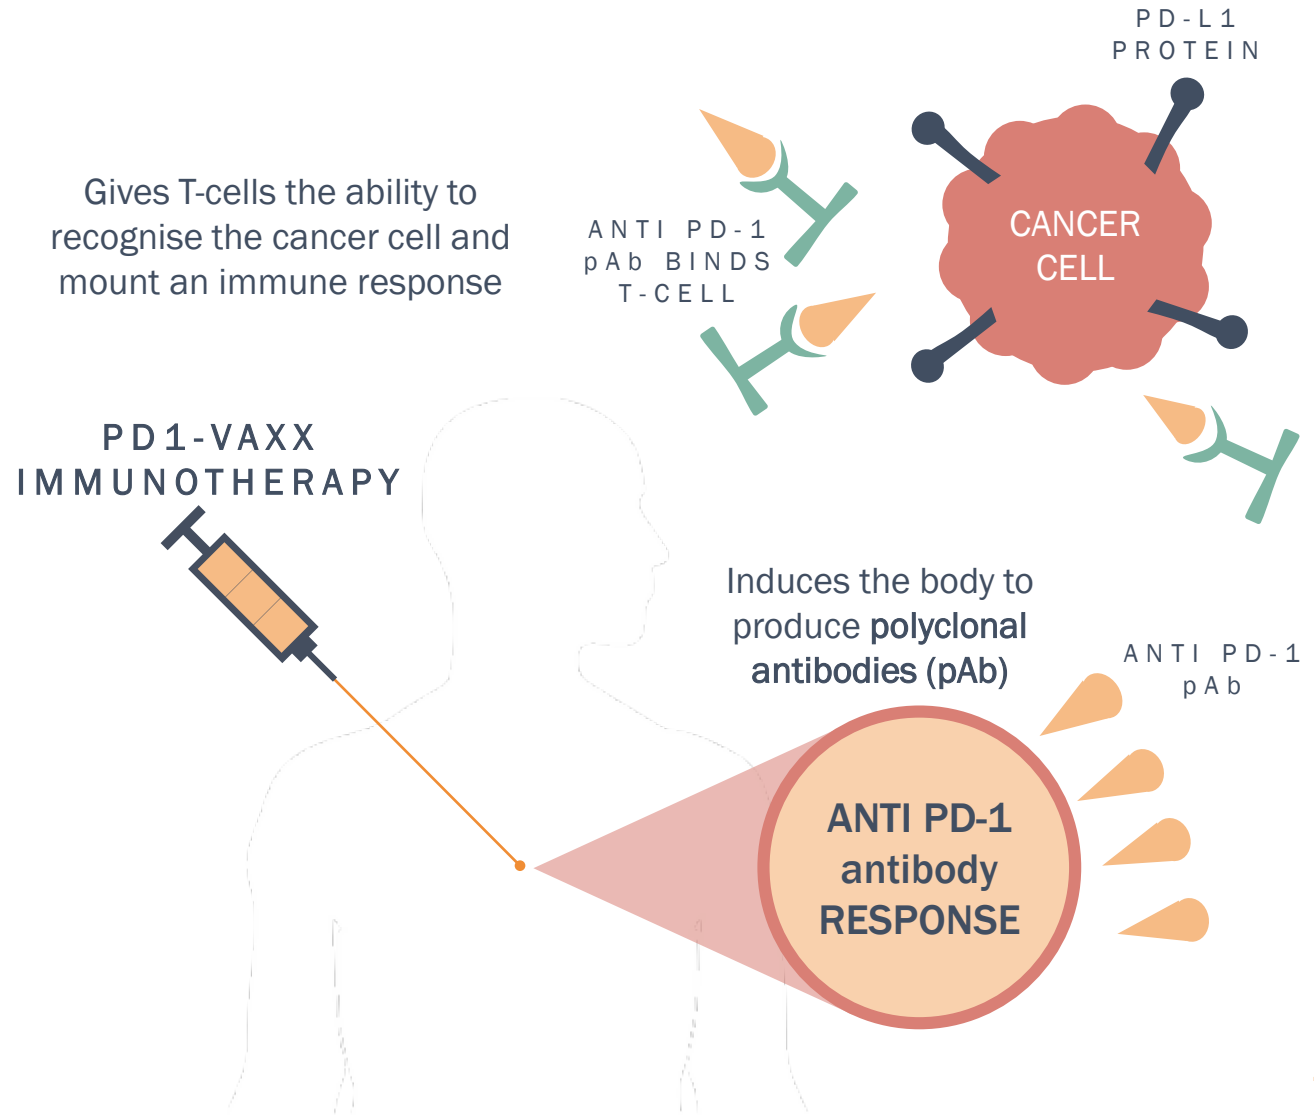 PD-L1
PROTEIN
Gives T-cells the ability to
recognise the cancer cell and
mount an immune response
ANTI PD-1
pAb BINDS
T-CELL
CANCER
CELL
PD1-VAXX
IMMUNOTHERAPY
Induces the body to
produce polyclonal
antibodies (pAb)
ANTI PD-1
pAb
ANTI PD-1
antibody
RESPONSE